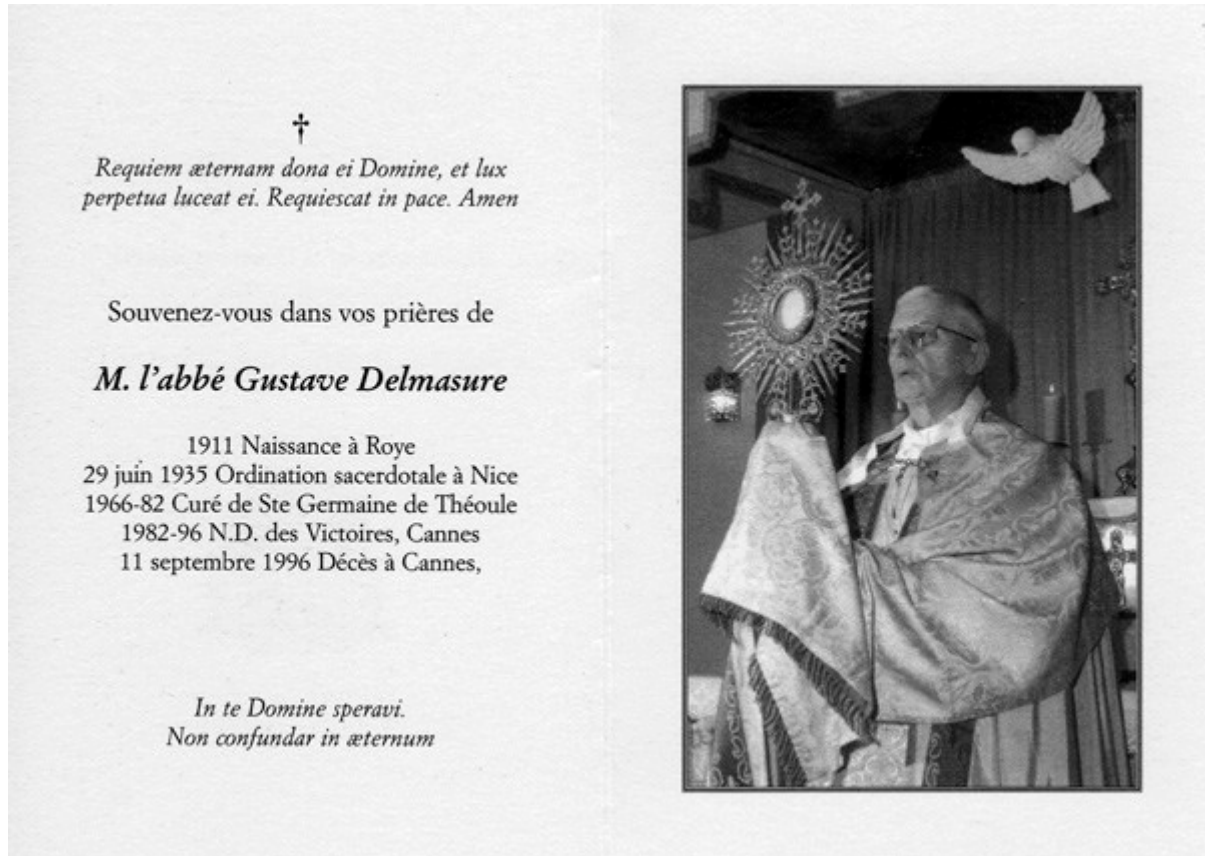 †
Requiem æternam dona ei Domine, et lux
perpetua luceat ei. Requiescat in pace. Amen
Souvenez-vous dans vos prières de
M. l'abbé Gustave Delmasure
1911 Naissance à Roye
29 juin 1935 Ordination sacerdotale à Nice
1966-82 Curé de Ste Germaine de Théoule
1982-96 N.D. des Victoires, Cannes
11 septembre 1996 Décès à Cannes,
In te Domine speravi.
Non confundar in æternum